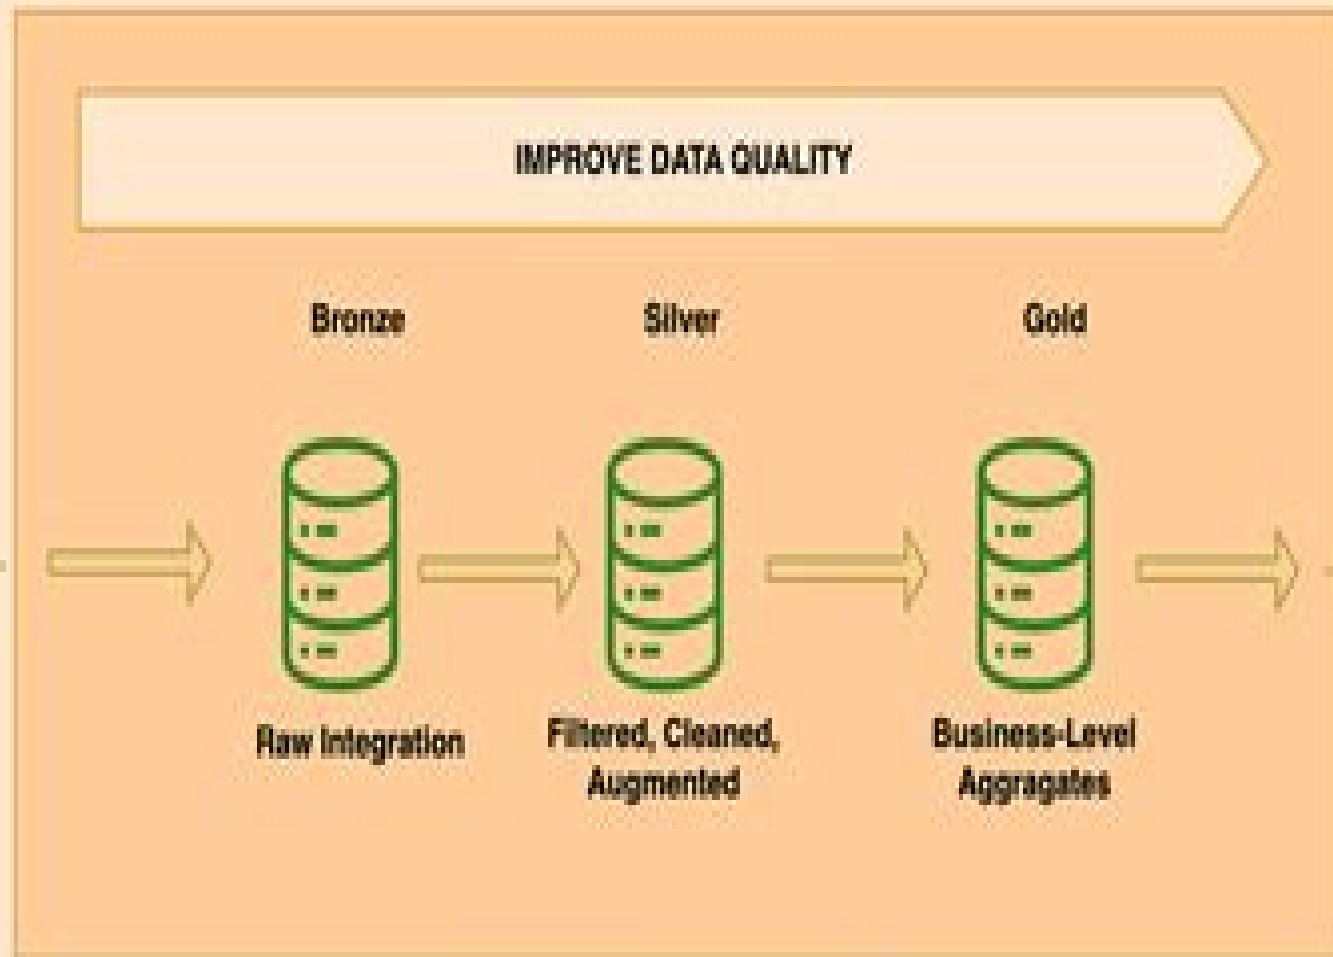 IMPROVE DATA QUALITY
Bronze
Silver
Gold
Raw Integration
Filtered, Cleaned,
Augmented
Business-Level
Aggragates